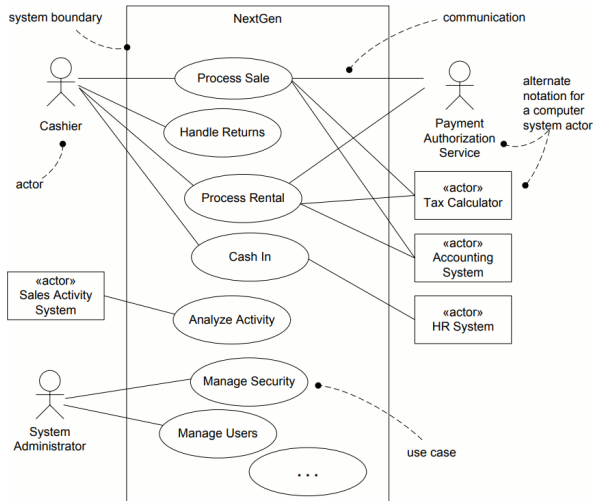 system boundary
NextGen
communication
Process Sale
Cashier
Handle Returns
Payment
Authorization
Service
alternate
notation for
a computer
system actor
actor
Process Rental
«actor»
Tax Calculator
Cash In
«actor»
Accounting
System
«actor»
Sales Activity
System
Analyze Activity
«actor»
HR System
Manage Security
System
Administrator
Manage Users
use case
. . .